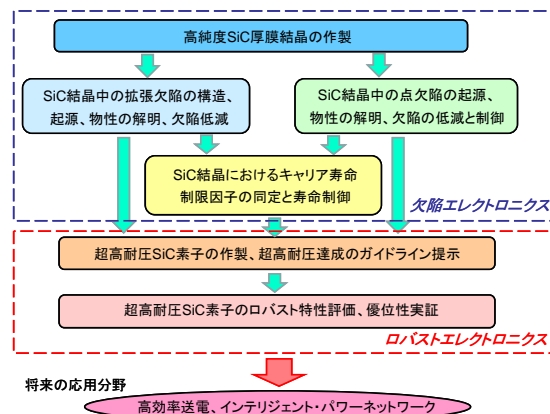 高純度SiC厚膜結晶の作製
SiC結晶中の拡張欠陥の構造、
起源、物性の解明、欠陥低減
SiC結晶中の点欠陥の起源、
物性の解明、欠陥の低減と制御
SiC結晶におけるキャリア寿命
制限因子の同定と寿命制御
欠陥エレクトロニクス
超高耐圧SiC素子の作製、超高耐圧達成のガイドライン提示
超高耐圧SiC素子のロバスト特性評価、優位性実証
ロバストエレクトロニクス
将来の応用分野
高効率送電、インテリジェント・パワーネットワーク